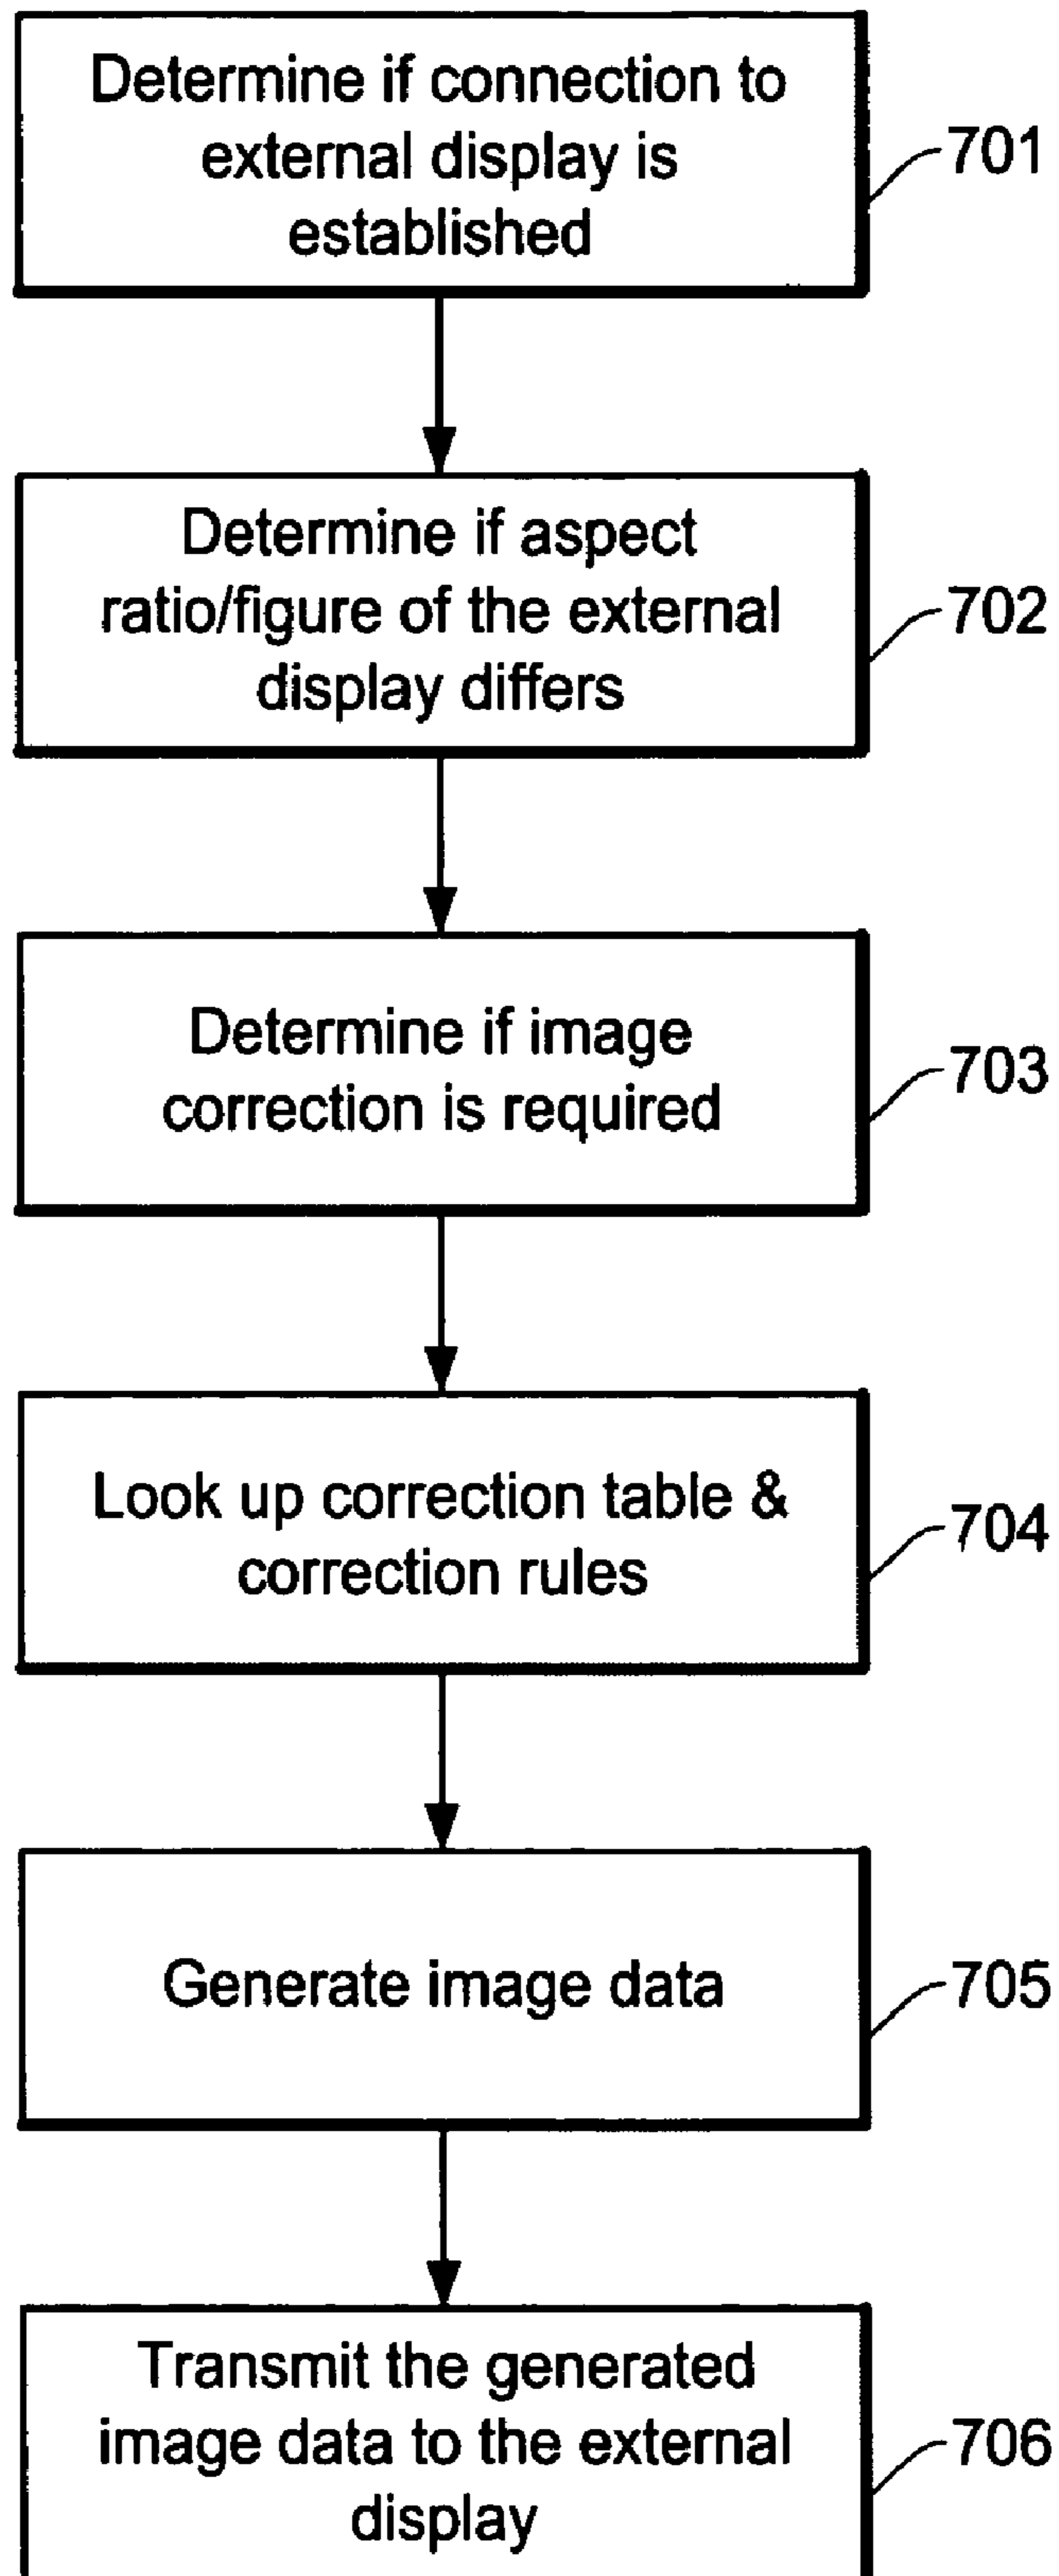 Determine if connection to
external display is
established
701
Determine if aspect
ratio/figure of the external
display differs
702
Determine if image
correction is required
703
Look up correction table &
correction rules
704
Generate image data
705
Transmit the generated
image data to the external
display
706